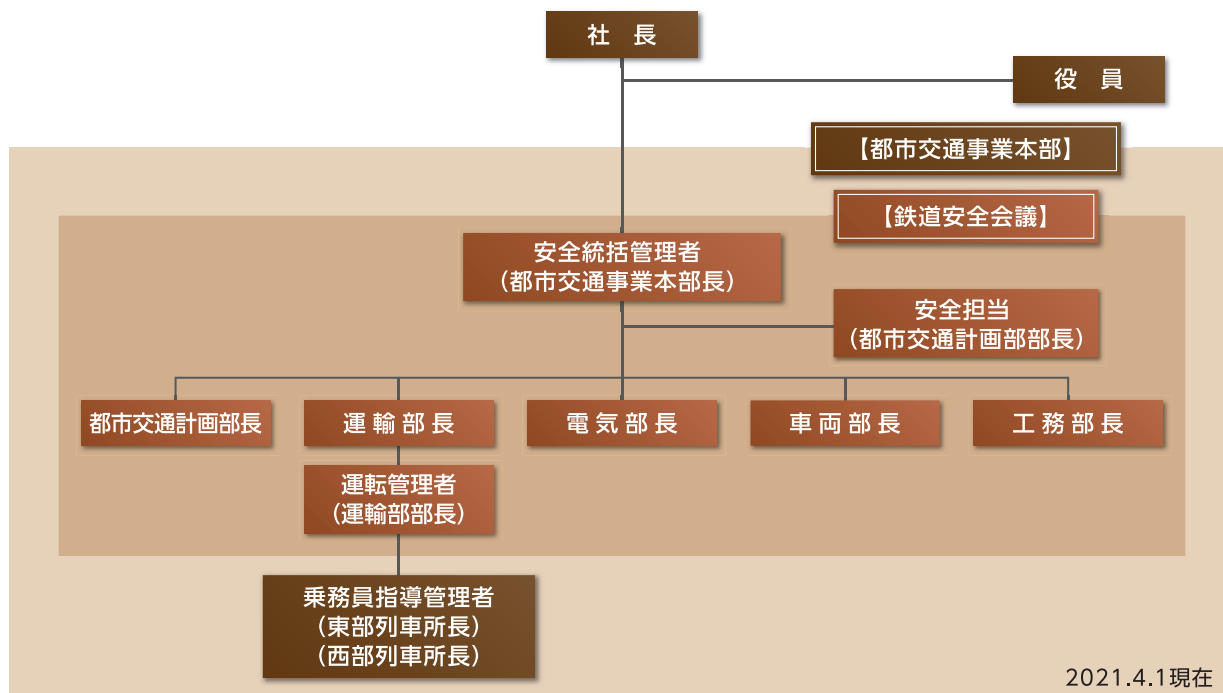 社　長
役　員
【都市交通事業本部】
【鉄道安全会議】
安全統括管理者
（都市交通事業本部長）
安全担当
（都市交通計画部部長）
都市交通計画部長
運輸部長
電気部長
車両部長
工務部長
運転管理者
（運輸部部長）
乗務員指導管理者
（東部列車所長）
（西部列車所長）
2021.4.1現在